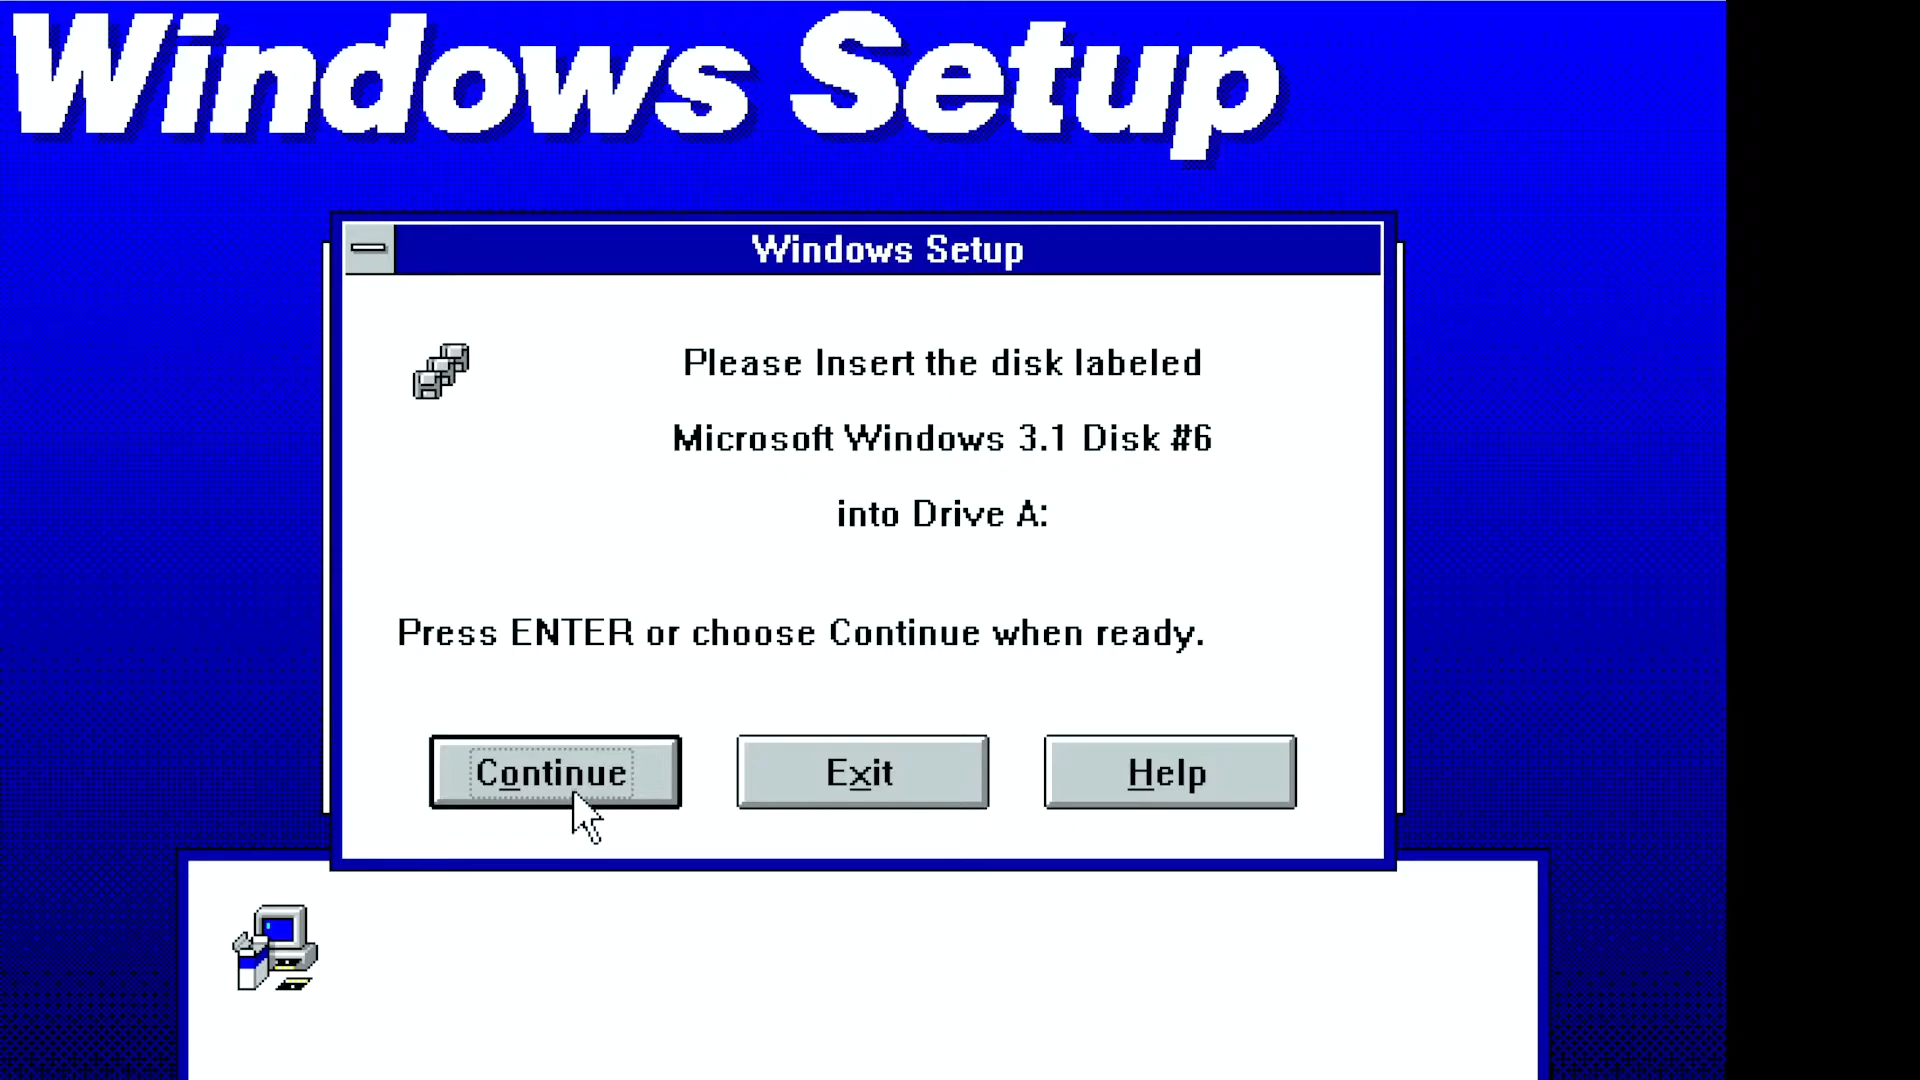 Windows Setup
Windows Setup
Please Insert the disk labeled
Microsoft Windows 3.1 Disk #6
into Drive A:
Press ENTER or choose Continue when ready.
Continue Exit Help